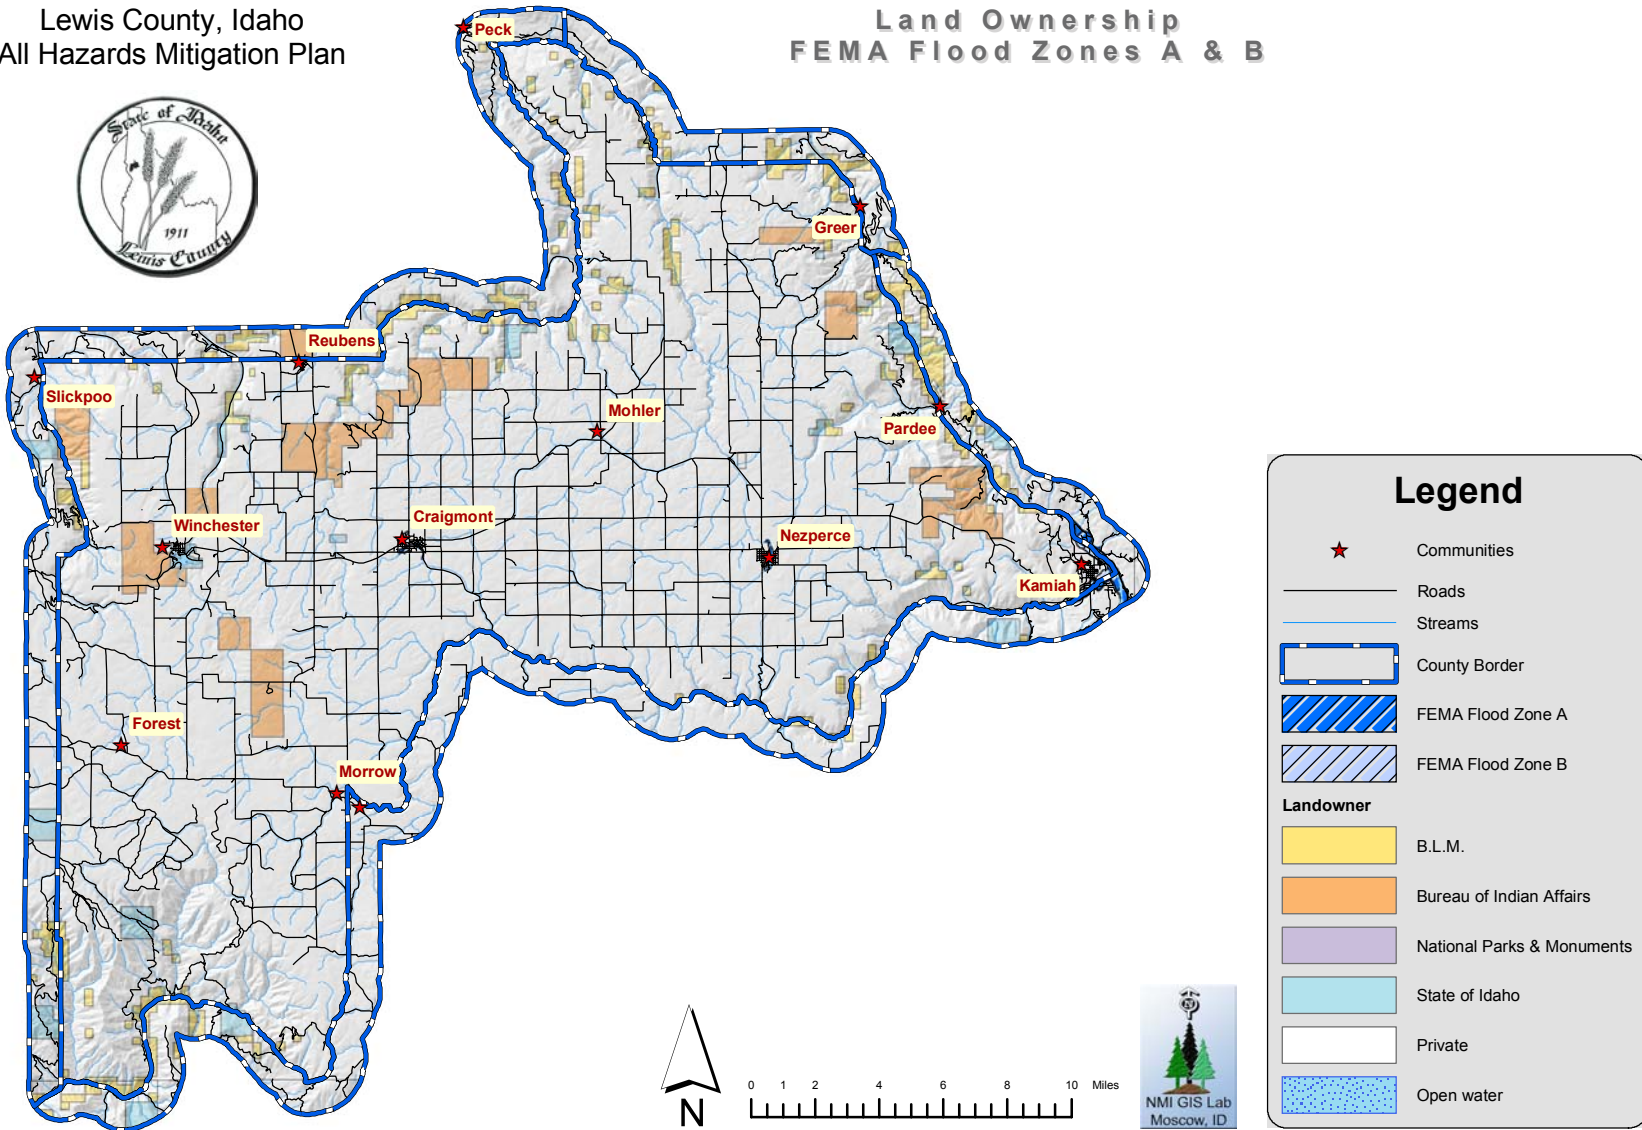 Lewis County, Idaho
All Hazards Mitigation Plan
Land Ownership
FEMA Flood Zones A & B
State of Idaho
1911
Lewis County
Peck
Greer
Reubens
Slickpoo
Mohler
Pardee
Winchester
Craigmont
Nezperce
Kamiah
Forest
Morrow
Legend
Communities
Roads
Streams
County Border
FEMA Flood Zone A
FEMA Flood Zone B
Landowner
B.L.M.
Bureau of Indian Affairs
National Parks & Monuments
State of Idaho
Private
Open water
N
0 1 2 4 6 8 10 Miles
N
NMI GIS Lab
Moscow, ID